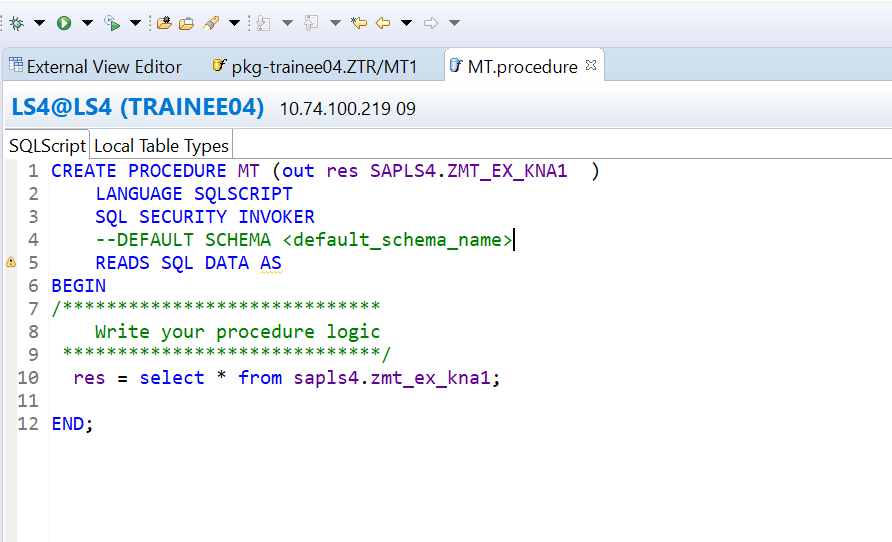 External View Editor pkg-trainee04.ZTR/MT1 MT.procedure
LS4@LS4 (TRAINEE04) 10.74.100.219 09
SQLScript Local Table Types
1 CREATE PROCEDURE MT (out res SAPLS4.ZMT_EX_KNA1  )
2     LANGUAGE SQLSCRIPT
3     SQL SECURITY INVOKER
4     --DEFAULT SCHEMA <default_schema_name>
5     READS SQL DATA AS
6 BEGIN
7 /*****************************
8     Write your procedure logic
9  *****************************/
10   res = select * from sapls4.zmt_ex_kna1;
11
12 END;